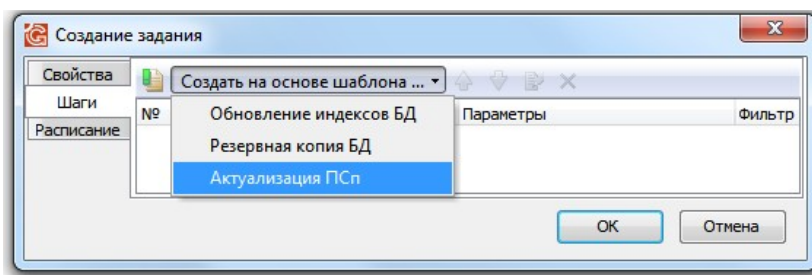 Создание задания
Свойства
Шаги
Расписание
Создать на основе шаблона ...
№
Параметры
Фильтр
Обновление индексов БД
Резервная копия БД
Актуализация ПСп
ОК
Отмена